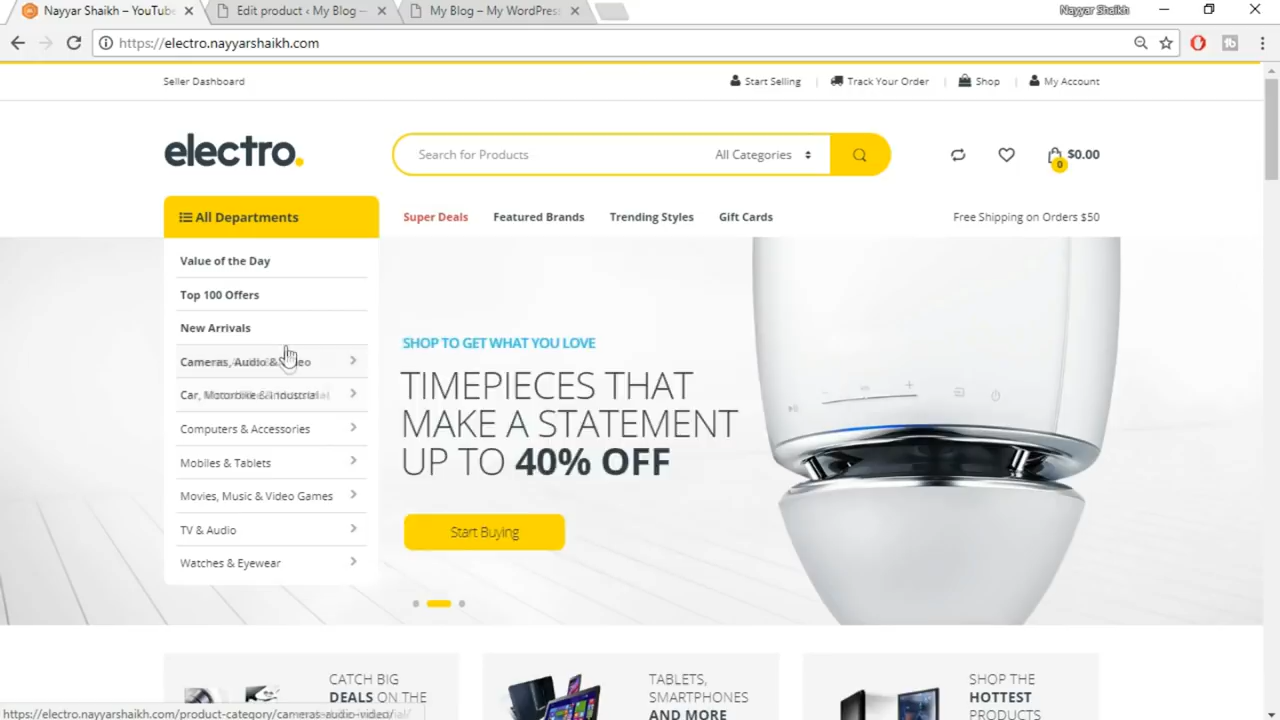 Nayyar Shaikh – YouTube
Edit product ‹ My Blog –
My Blog – My WordPress
Nayyar Shaikh
https://electro.nayyarshaikh.com
Seller Dashboard
Start Selling
Track Your Order
Shop
My Account
electro.
Search for Products
All Categories
0
$0.00
All Departments
Super Deals
Featured Brands
Trending Styles
Gift Cards
Free Shipping on Orders $50
Value of the Day
Top 100 Offers
New Arrivals
Cameras, Audio & Video
Car, Motorbike & Industrial
Computers & Accessories
Mobiles & Tablets
Movies, Music & Video Games
TV & Audio
Watches & Eyewear
SHOP TO GET WHAT YOU LOVE
TIMEPIECES THAT
MAKE A STATEMENT
UP TO 40% OFF
Start Buying
CATCH BIG
DEALS ON THE
TABLETS,
SMARTPHONES
AND MORE
SHOP THE
HOTTEST
PRODUCTS
https://electro.nayyarshaikh.com/product-category/cameras-audio-video/